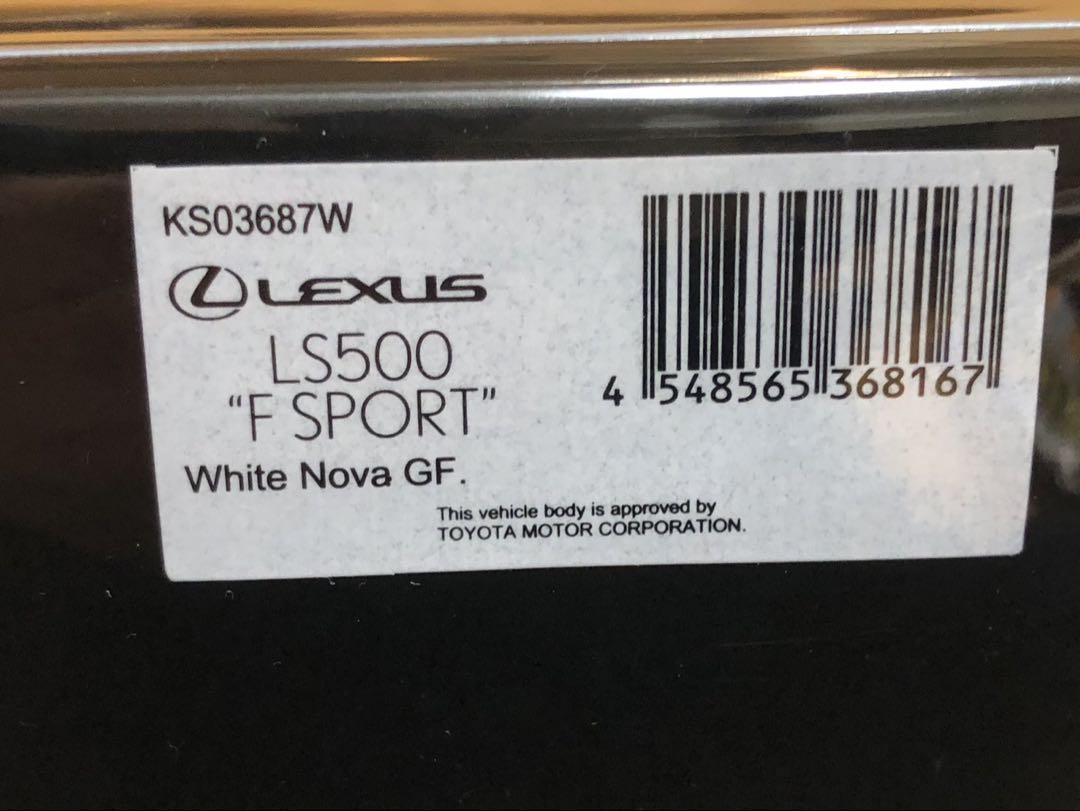 KS03687W
LEXUS
LS500
“F SPORT”
White Nova GF.
This vehicle body is approved by
TOYOTA MOTOR CORPORATION.
4 548565 368167